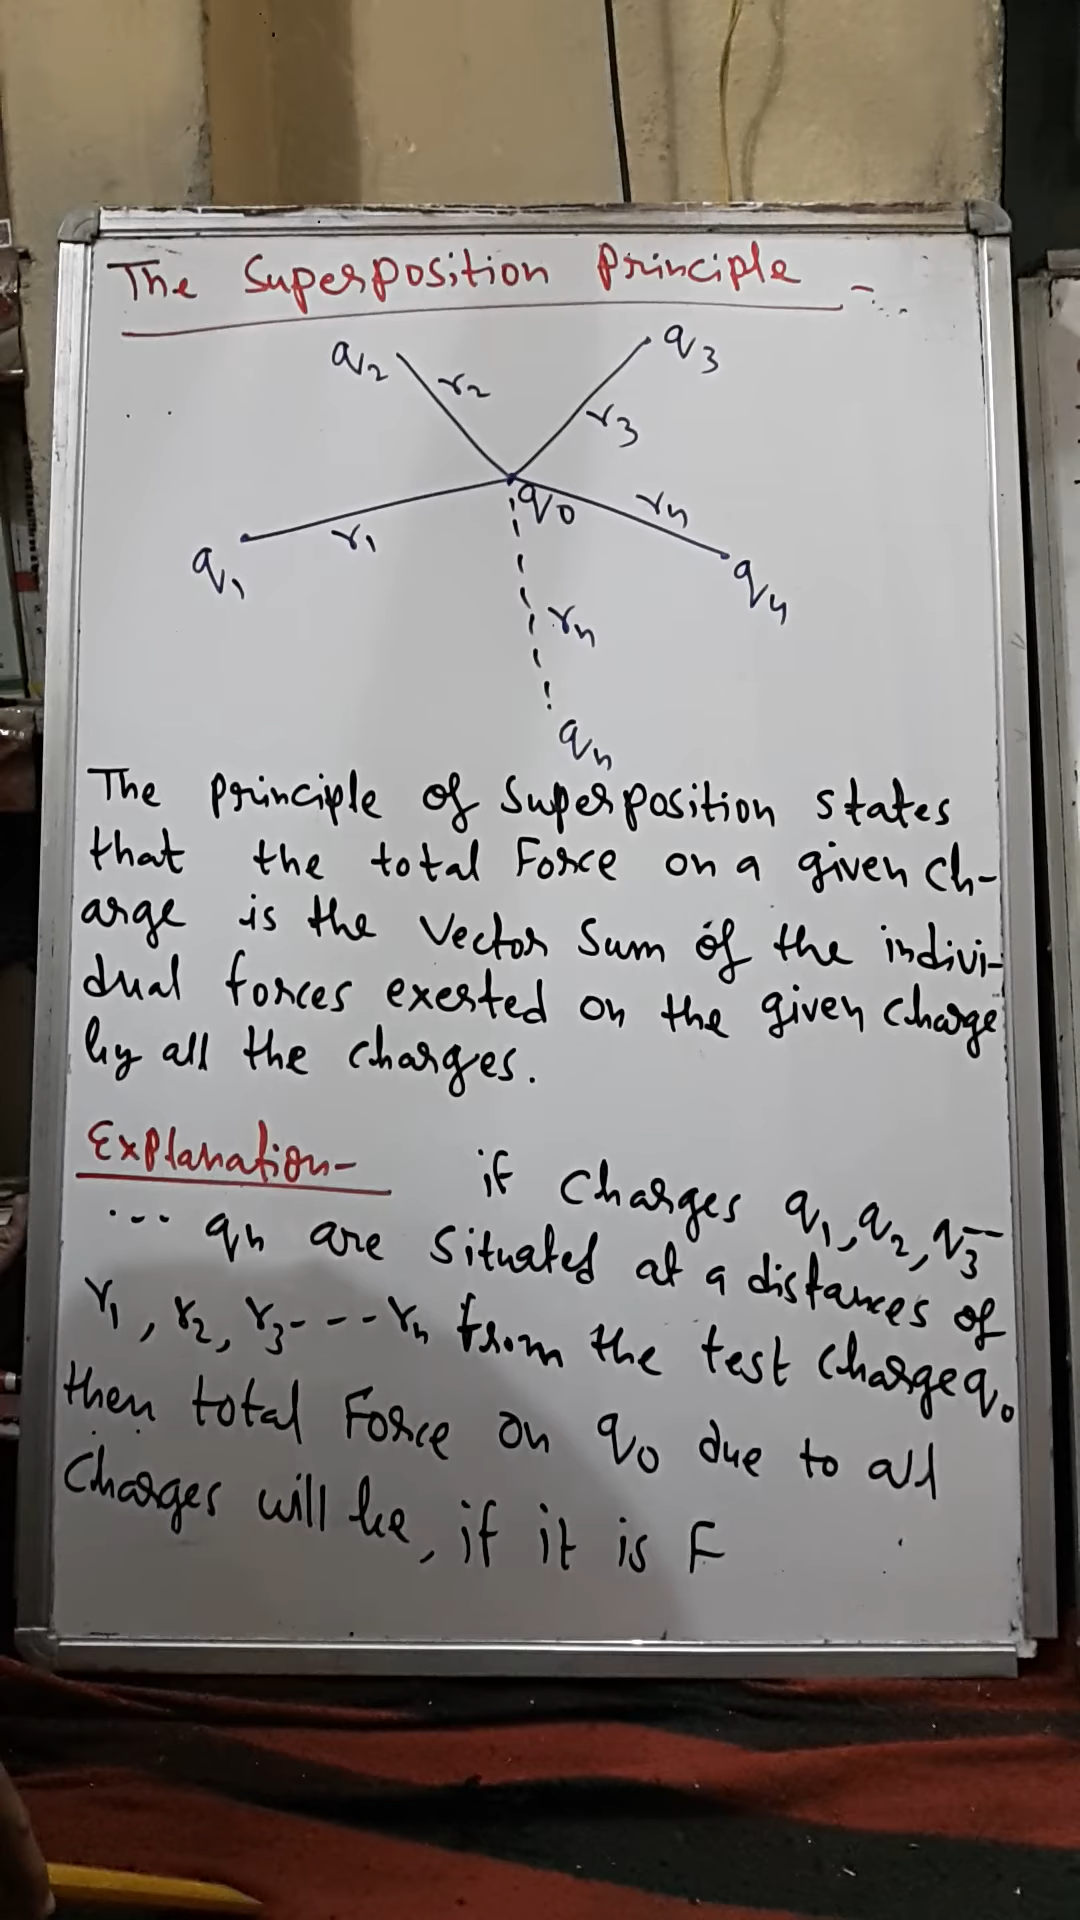 The Superposition Principle -
q2 r2 r3 q3
q1 r1 q0 r4 q4
rn
qn
The principle of Superposition states
that the total Force on a given ch-
arge is the Vector Sum of the indivi-
dual forces exerted on the given charge
by all the charges.
Explanation- if charges q1, q2, q3-
--- qn are Situated at a distances of
r1, r2, r3---rn from the test charge q0
then total Force on q0 due to all
Charges will be, if it is F